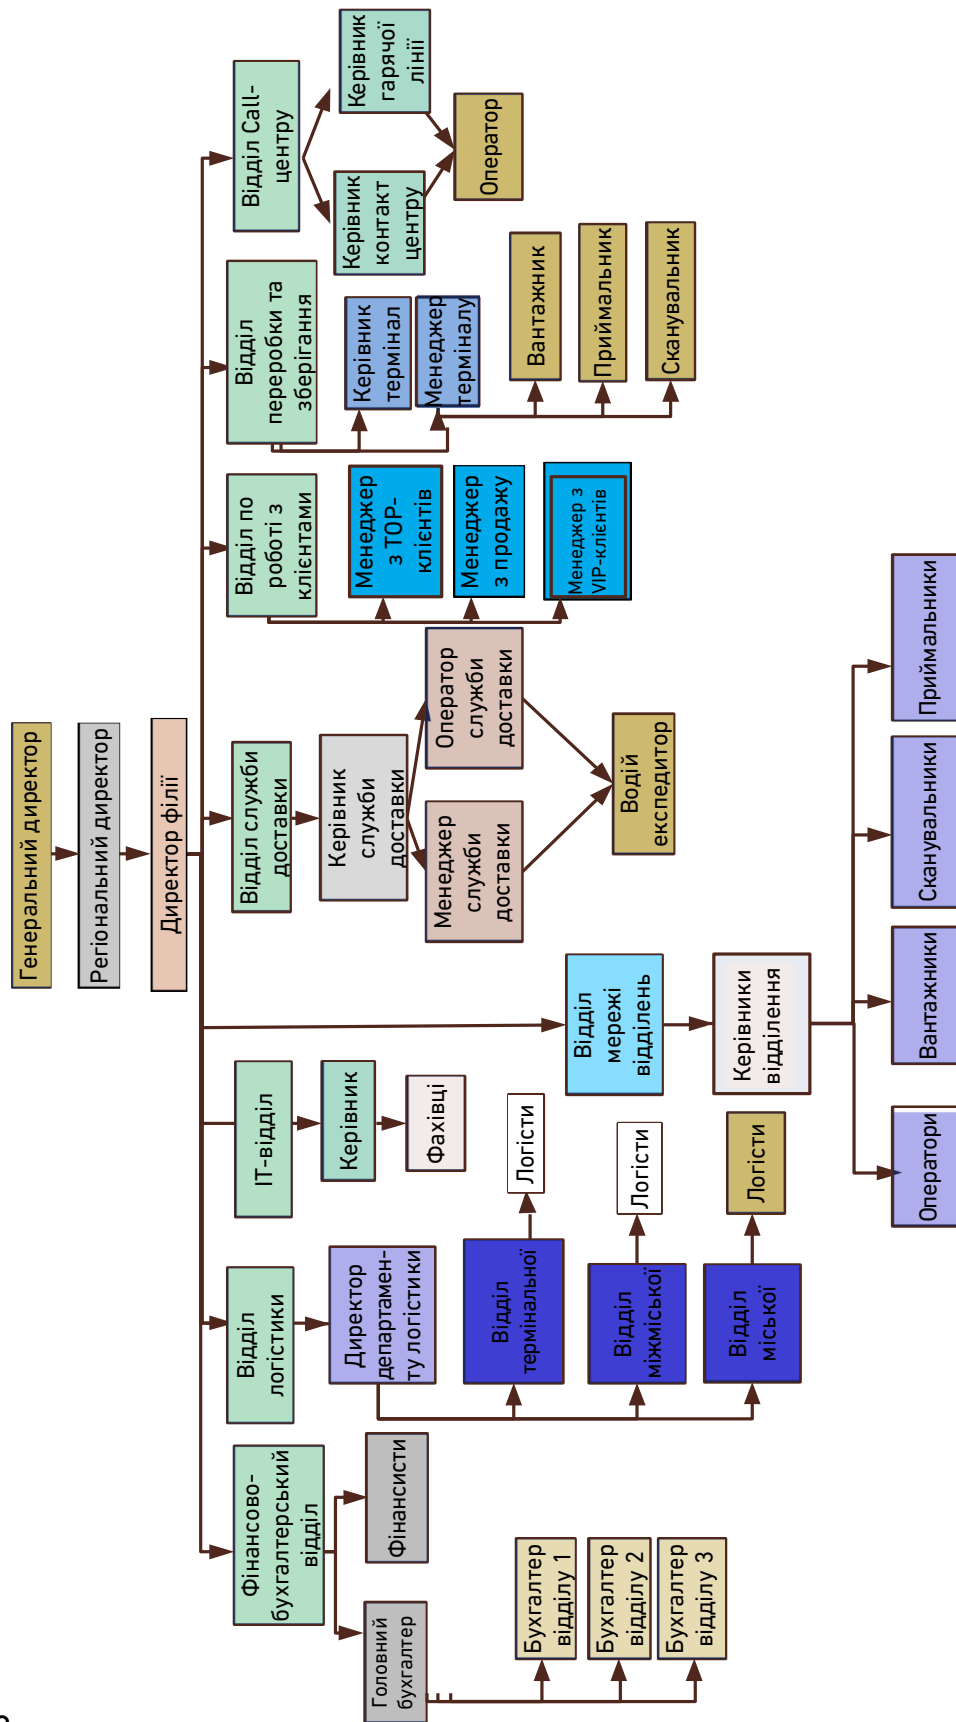 Генеральний директор
Регіональний директор
Директор філії
Фінансово-
бухгалтерський
відділ
Відділ
логістики
ІТ-відділ
Відділ служби
доставки
Відділ по
роботі з
клієнтами
Відділ
переробки та
зберігання
Відділ Call-
центру
Головний
бухгалтер
Фінансисти
Бухгалтер
відділу 1
Бухгалтер
відділу 2
Бухгалтер
відділу 3
Директор
департамен-
ту логістики
Відділ
термінальної
Логісти
Відділ
міжміської
Логісти
Відділ
міської
Логісти
Керівник
Фахівці
Відділ
мережі
відділень
Керівники
відділення
Оператори
Вантажники
Сканувальники
Приймальники
Керівник
служби
доставки
Менеджер
служби
доставки
Оператор
служби
доставки
Водій
експедитор
Менеджер
з TOP-
клієнтів
Менеджер
з продажу
Менеджер з
VIP-клієнтів
Керівник
термінал
Менеджер
терміналу
Вантажник
Приймальник
Сканувальник
Керівник
контакт
центру
Керівник
гарячої
лінії
Оператор